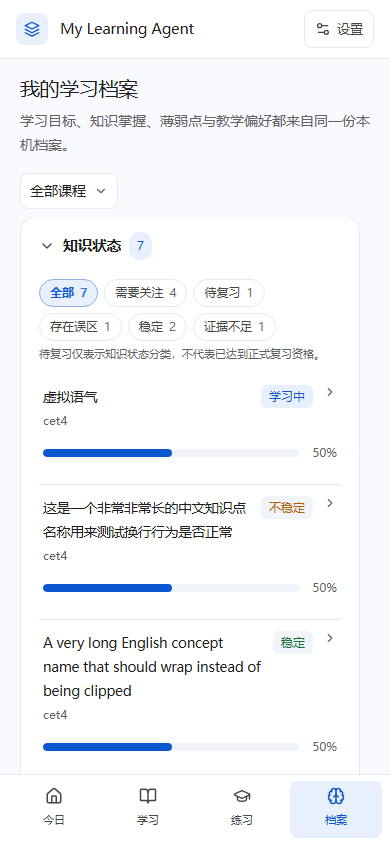 My Learning Agent
设置
我的学习档案
学习目标、知识掌握、薄弱点与教学偏好都来自同一份本
机档案。
全部课程
知识状态 7
全部 7 需要关注 4 待复习 1
存在误区 1 稳定 2 证据不足 1
待复习仅表示知识状态分类，不代表已达到正式复习资格。
虚拟语气 学习中
cet4
50%
这是一个非常非常长的中文知识点 不稳定
名称用来测试换行行为是否正常
cet4
50%
A very long English concept 稳定
name that should wrap instead of
being clipped
cet4
50%
今日 学习 练习 档案